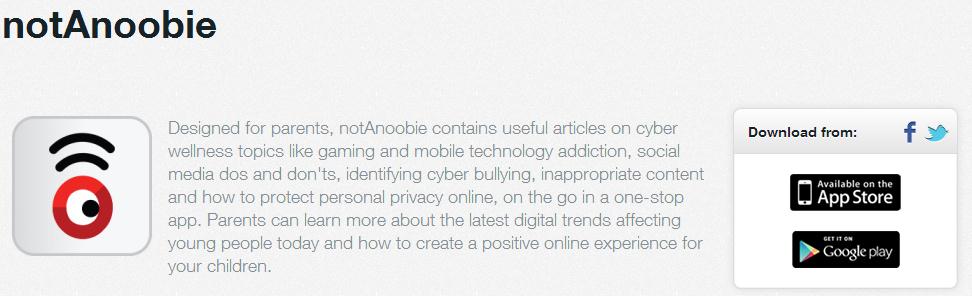 notAnoobie
Designed for parents, notAnoobie contains useful articles on cyber
wellness topics like gaming and mobile technology addiction, social
media dos and don'ts, identifying cyber bullying, inappropriate content
and how to protect personal privacy online, on the go in a one-stop
app. Parents can learn more about the latest digital trends affecting
young people today and how to create a positive online experience for
your children.
Download from:
Available on the
App Store
GET IT ON
Google play